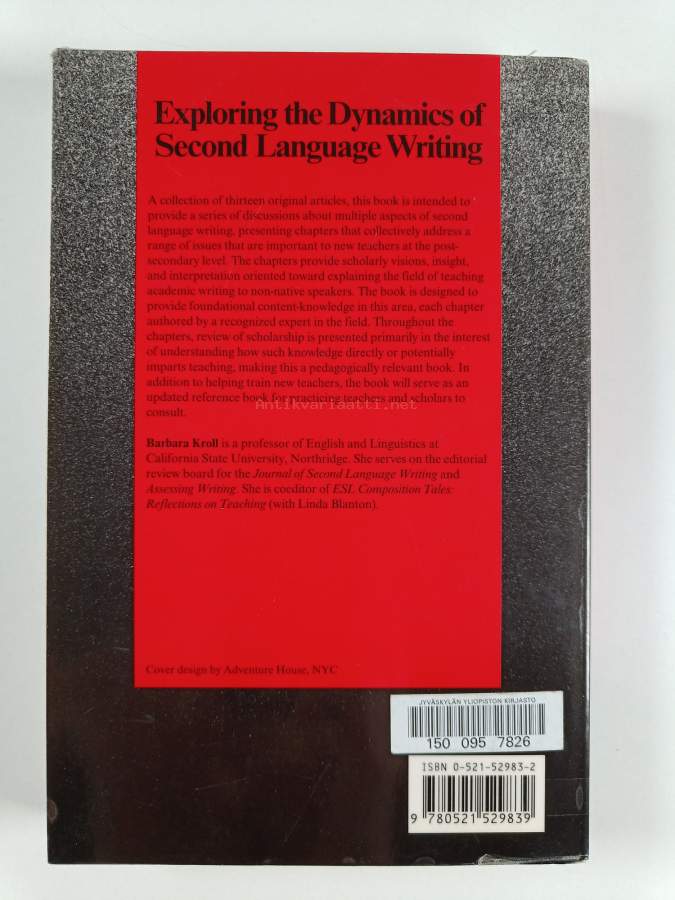 Exploring the Dynamics of
Second Language Writing
A collection of thirteen original articles, this book is intended to
provide a series of discussions about multiple aspects of second
language writing, presenting chapters that collectively address a
range of issues that are important to new teachers at the post-
secondary level. The chapters provide scholarly visions, insight,
and interpretation oriented toward explaining the field of teaching
academic writing to non-native speakers. The book is designed to
provide foundational content-knowledge in this area, each chapter
authored by a recognized expert in the field. Throughout the
chapters, review of scholarship is presented primarily in the interest
of understanding how such knowledge directly or potentially
imparts teaching, making this a pedagogically relevant book. In
addition to helping train new teachers, the book will serve as an
updated reference book for practicing teachers and scholars to
consult.
Antikvariaatti.net
Barbara Kroll is a professor of English and Linguistics at
California State University, Northridge. She serves on the editorial
review board for the Journal of Second Language Writing and
Assessing Writing. She is coeditor of ESL Composition Tales:
Reflections on Teaching (with Linda Blanton).
Cover design by Adventure House, NYC
JYVÄSKYLÄN YLIOPISTON KIRJASTO
150 095 7826
ISBN 0-521-52983-2
9 780521 529839